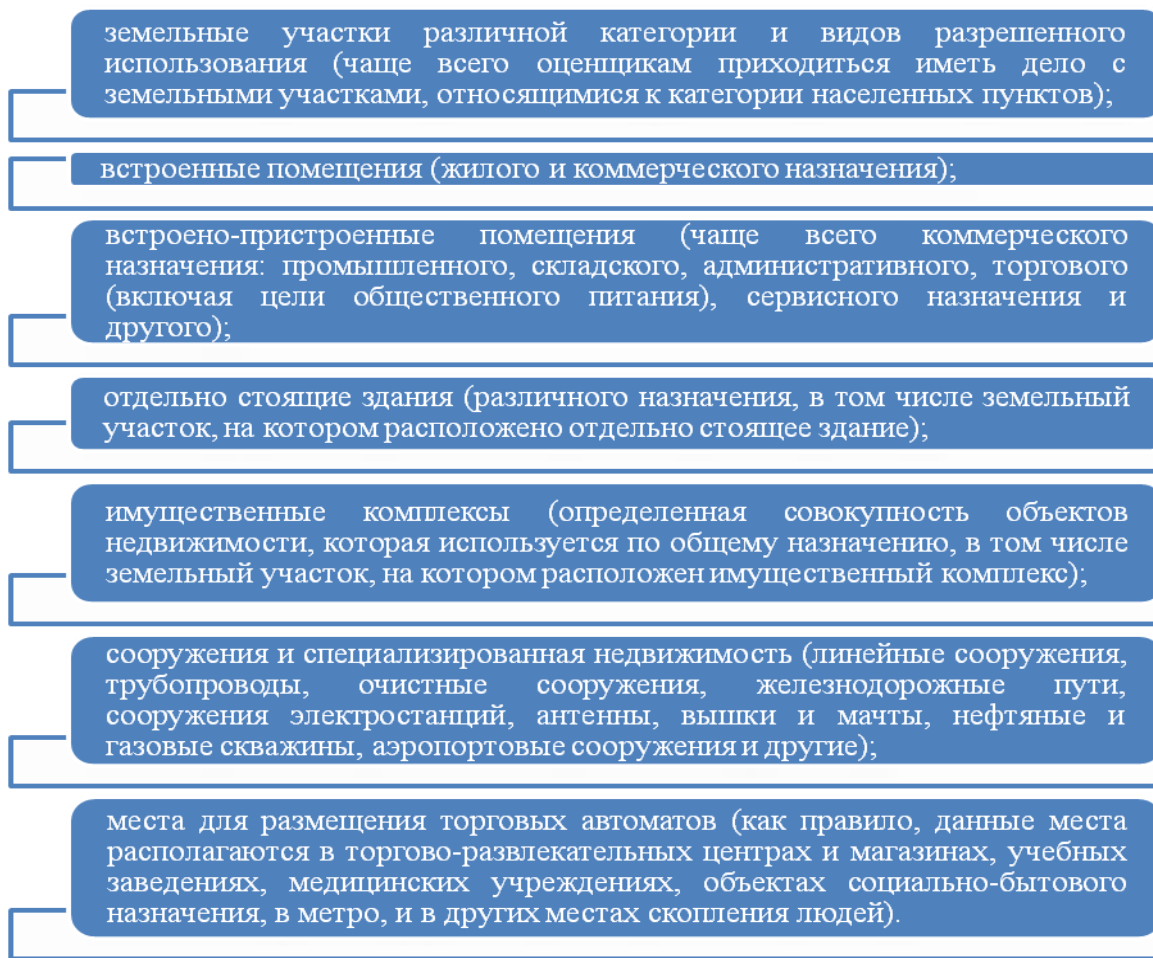 земельные участки различной категории и видов разрешенного
использования (чаще всего оценщикам приходиться иметь дело с
земельными участками, относящимися к категории населенных пунктов);
встроенные помещения (жилого и коммерческого назначения);
встроено-пристроенные помещения (чаще всего коммерческого
назначения: промышленного, складского, административного, торгового
(включая цели общественного питания), сервисного назначения и
другого);
отдельно стоящие здания (различного назначения, в том числе земельный
участок, на котором расположено отдельно стоящее здание);
имущественные комплексы (определенная совокупность объектов
недвижимости, которая используется по общему назначению, в том числе
земельный участок, на котором расположен имущественный комплекс);
сооружения и специализированная недвижимость (линейные сооружения,
трубопроводы, очистные сооружения, железнодорожные пути,
сооружения электростанций, антенны, вышки и мачты, нефтяные и
газовые скважины, аэропортовые сооружения и другие);
места для размещения торговых автоматов (как правило, данные места
располагаются в торгово-развлекательных центрах и магазинах, учебных
заведениях, медицинских учреждениях, объектах социально-бытового
назначения, в метро, и в других местах скопления людей).